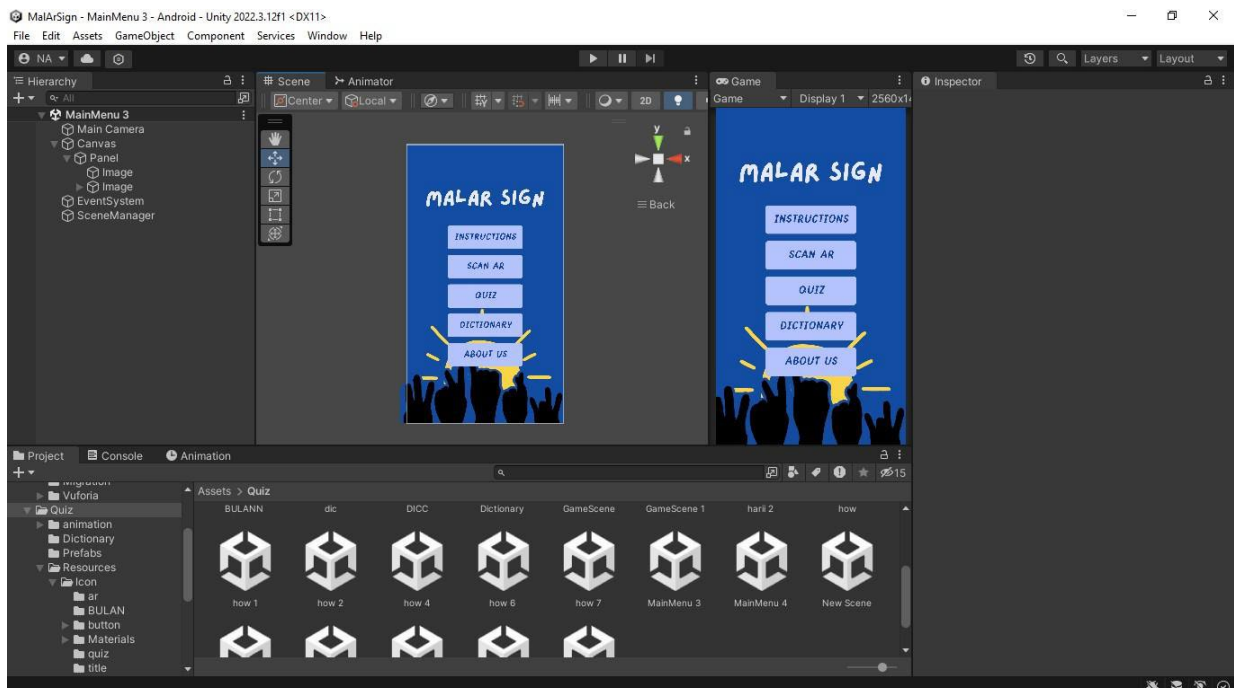 MalArSign - MainMenu 3 - Android - Unity 2022.3.12f1 <DX11>
File Edit Assets GameObject Component Services Window Help
NA
Layers Layout
Hierarchy
All
MainMenu 3
Main Camera
Canvas
Panel
Image
Image
EventSystem
SceneManager
Scene Animator
Center Local 2D
y
x
Back
MALAR SIGN
INSTRUCTIONS
SCAN AR
QUIZ
DICTIONARY
ABOUT US
Game
Game Display 1
MALAR SIGN
INSTRUCTIONS
SCAN AR
QUIZ
DICTIONARY
ABOUT US
Inspector
Project Console Animation
15
Migration
Vuforia
Quiz
animation
Dictionary
Prefabs
Resources
Icon
ar
BULAN
button
Materials
quiz
title
Assets > Quiz
BULANN dic DICC Dictionary GameScene GameScene 1 harii 2 how
how 1 how 2 how 4 how 6 how 7 MainMenu 3 MainMenu 4 New Scene